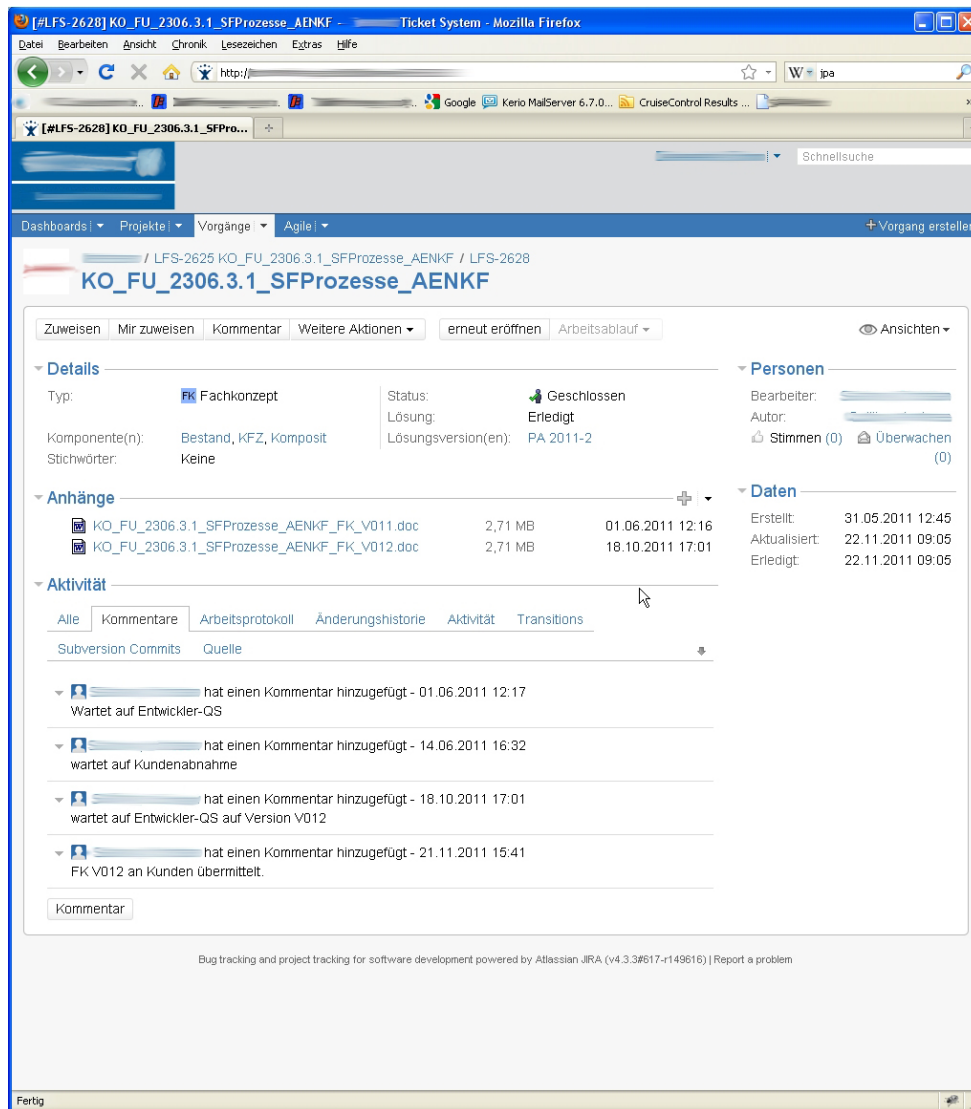 [#LFS-2628] KO_FU_2306.3.1_SFProzesse_AENKF - Ticket System - Mozilla Firefox
Datei Bearbeiten Ansicht Chronik Lesezeichen Extras Hilfe
http:// W jpa
Google Kerio MailServer 6.7.0... CruiseControl Results ...
[#LFS-2628] KO_FU_2306.3.1_SFPro...
Schnellsuche
Dashboards Projekte Vorgänge Agile + Vorgang erstellen
/ LFS-2625 KO_FU_2306.3.1_SFProzesse_AENKF / LFS-2628
KO_FU_2306.3.1_SFProzesse_AENKF
Zuweisen Mir zuweisen Kommentar Weitere Aktionen erneut eröffnen Arbeitsablauf Ansichten
Details
Typ: FK Fachkonzept Status: Geschlossen
Lösung: Erledigt
Komponente(n): Bestand, KFZ, Komposit Lösungsversion(en): PA 2011-2
Stichwörter: Keine
Personen
Bearbeiter:
Autor:
Stimmen (0) Überwachen (0)
Anhänge
KO_FU_2306.3.1_SFProzesse_AENKF_FK_V011.doc 2,71 MB 01.06.2011 12:16
KO_FU_2306.3.1_SFProzesse_AENKF_FK_V012.doc 2,71 MB 18.10.2011 17:01
Daten
Erstellt: 31.05.2011 12:45
Aktualisiert: 22.11.2011 09:05
Erledigt: 22.11.2011 09:05
Aktivität
Alle Kommentare Arbeitsprotokoll Änderungshistorie Aktivität Transitions
Subversion Commits Quelle
hat einen Kommentar hinzugefügt - 01.06.2011 12:17
Wartet auf Entwickler-QS
hat einen Kommentar hinzugefügt - 14.06.2011 16:32
wartet auf Kundenabnahme
hat einen Kommentar hinzugefügt - 18.10.2011 17:01
wartet auf Entwickler-QS auf Version V012
hat einen Kommentar hinzugefügt - 21.11.2011 15:41
FK V012 an Kunden übermittelt.
Kommentar
Bug tracking and project tracking for software development powered by Atlassian JIRA (v4.3.3#617-r149616) | Report a problem
Fertig